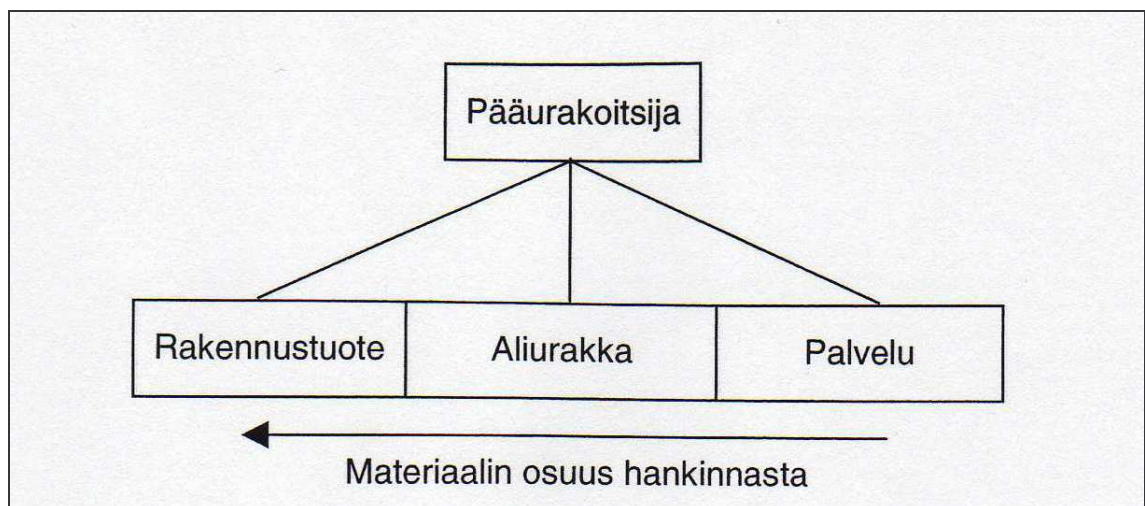 Pääurakoitsija
Rakennustuote Aliurakka Palvelu
Materiaalin osuus hankinnasta